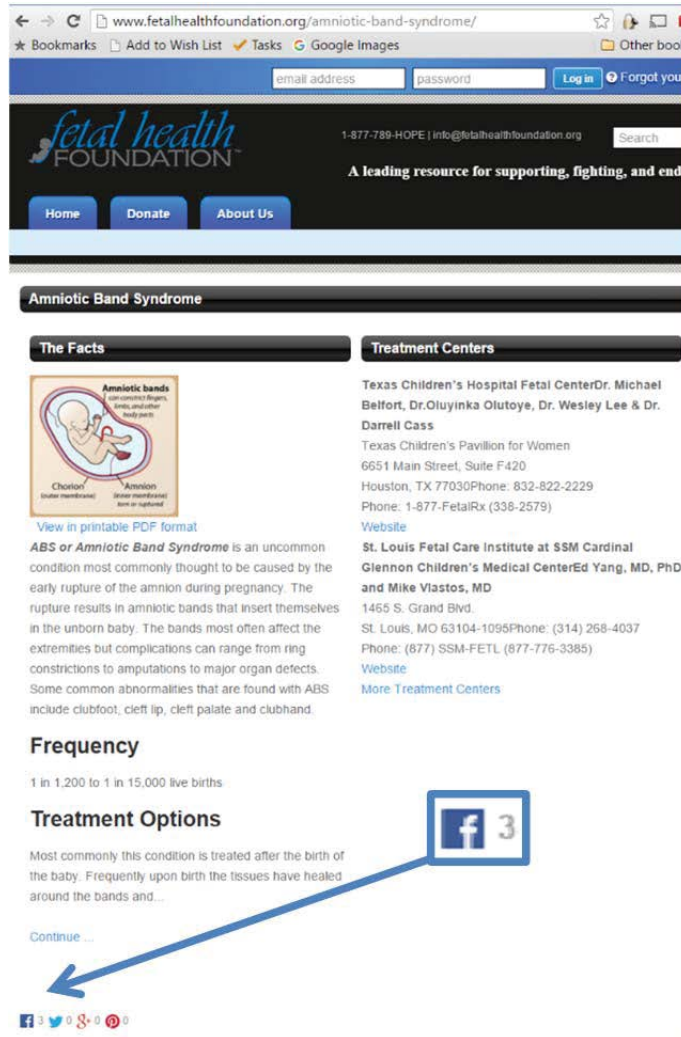 www.fetalhealthfoundation.org/amniotic-band-syndrome/
Bookmarks Add to Wish List Tasks Google Images Other boo
email address password Log in Forgot you
fetal health
FOUNDATION
1-877-789-HOPE | info@fetalhealthfoundation.org Search
A leading resource for supporting, fighting, and end
Home Donate About Us
Amniotic Band Syndrome
The Facts
Amniotic bands
can constrict fingers,
limbs, and other
body parts
Chorion
(outer membrane)
Amnion
(inner membrane)
torn or ruptured
View in printable PDF format
ABS or Amniotic Band Syndrome is an uncommon
condition most commonly thought to be caused by the
early rupture of the amnion during pregnancy. The
rupture results in amniotic bands that insert themselves
in the unborn baby. The bands most often affect the
extremities but complications can range from ring
constrictions to amputations to major organ defects.
Some common abnormalities that are found with ABS
include clubfoot, cleft lip, cleft palate and clubhand.
Frequency
1 in 1,200 to 1 in 15,000 live births
Treatment Options
Most commonly this condition is treated after the birth of
the baby. Frequently upon birth the tissues have healed
around the bands and...
Continue ...
Treatment Centers
Texas Children's Hospital Fetal CenterDr. Michael
Belfort, Dr.Oluyinka Olutoye, Dr. Wesley Lee & Dr.
Darrell Cass
Texas Children's Pavillion for Women
6651 Main Street, Suite F420
Houston, TX 77030Phone: 832-822-2229
Phone: 1-877-FetalRx (338-2579)
Website
St. Louis Fetal Care Institute at SSM Cardinal
Glennon Children's Medical CenterEd Yang, MD, PhD
and Mike Vlastos, MD
1465 S. Grand Blvd.
St. Louis, MO 63104-1095Phone: (314) 268-4037
Phone: (877) SSM-FETL (877-776-3385)
Website
More Treatment Centers
f 3
f 3 0 g+ 0 0